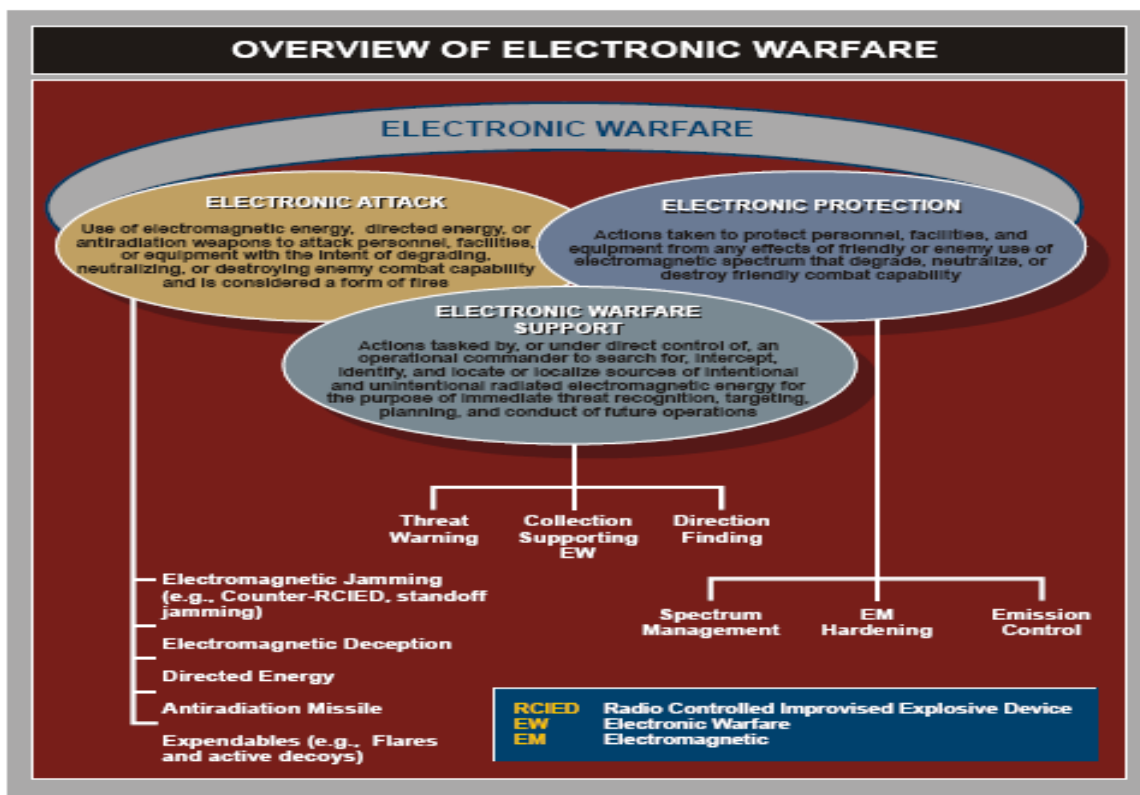 OVERVIEW OF ELECTRONIC WARFARE
ELECTRONIC WARFARE
ELECTRONIC ATTACK
Use of electromagnetic energy, directed energy, or
antiradiation weapons to attack personnel, facilities,
or equipment with the intent of degrading,
neutralizing, or destroying enemy combat capability
and is considered a form of fires
ELECTRONIC PROTECTION
Actions taken to protect personnel, facilities, and
equipment from any effects of friendly or enemy use of
electromagnetic spectrum that degrade, neutralize, or
destroy friendly combat capability
ELECTRONIC WARFARE
SUPPORT
Actions tasked by, or under direct control of, an
operational commander to search for, intercept,
identify, and locate or localize sources of intentional
and unintentional radiated electromagnetic energy for
the purpose of immediate threat recognition, targeting,
planning, and conduct of future operations
Threat
Warning
Collection
Supporting
EW
Direction
Finding
Electromagnetic Jamming
(e.g., Counter-RCIED, standoff
jamming)
Electromagnetic Deception
Directed Energy
Antiradiation Missile
Expendables (e.g., Flares
and active decoys)
Spectrum
Management
EM
Hardening
Emission
Control
RCIED Radio Controlled Improvised Explosive Device
EW Electronic Warfare
EM Electromagnetic